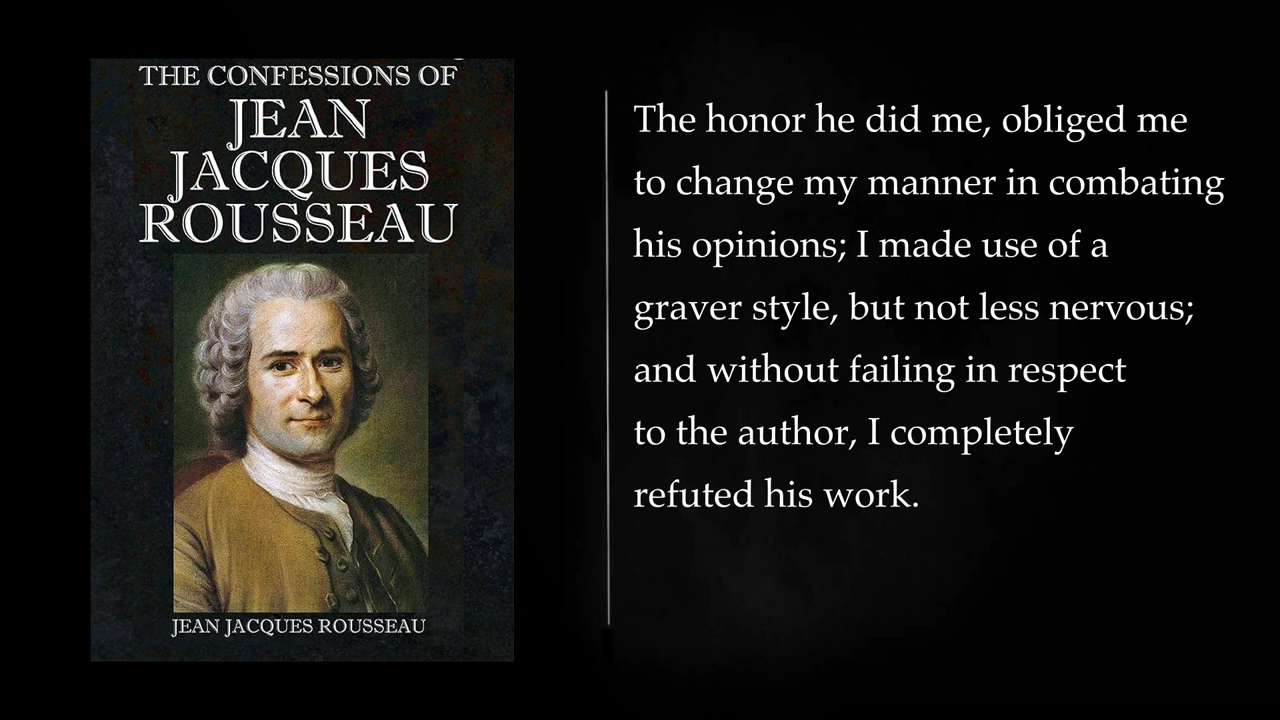 THE CONFESSIONS OF
JEAN
JACQUES
ROUSSEAU
JEAN JACQUES ROUSSEAU
The honor he did me, obliged me
to change my manner in combating
his opinions; I made use of a
graver style, but not less nervous;
and without failing in respect
to the author, I completely
refuted his work.